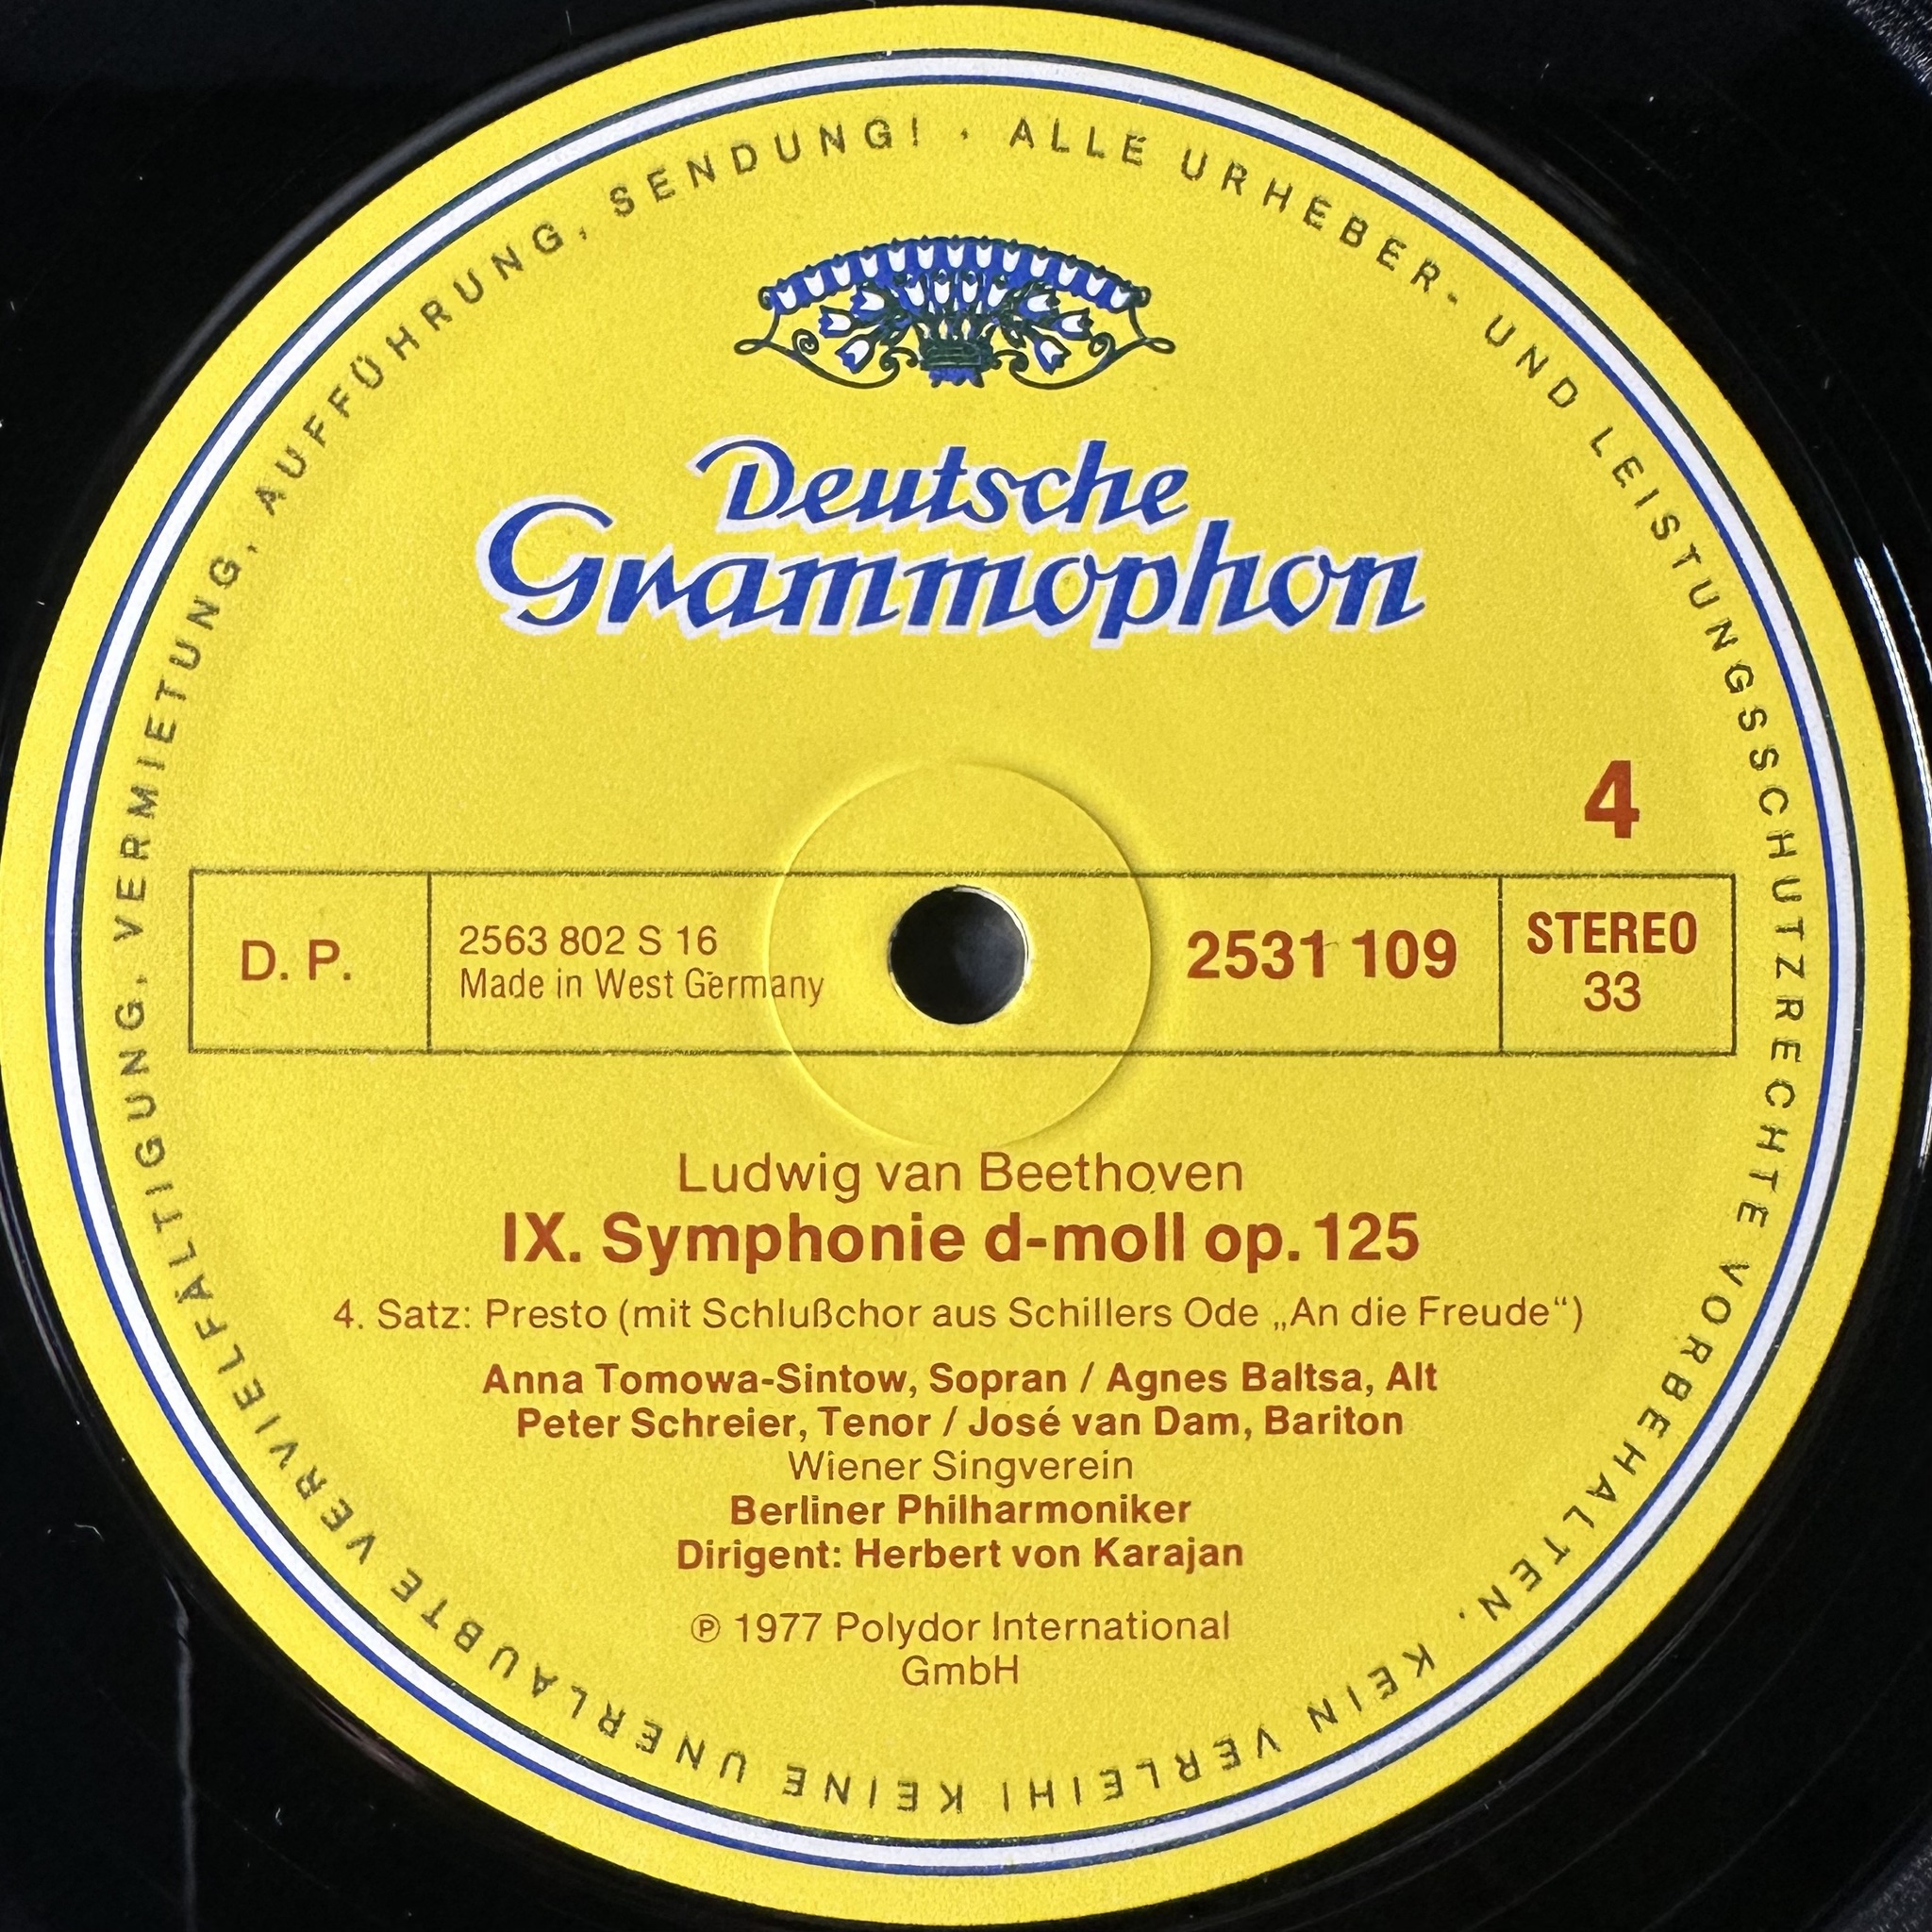 ALLE URHEBER- UND LEISTUNGSSCHUTZRECHTE VORBEHALTEN. KEIN VERLEIH! KEINE UNERLAUBTE VERVIELFÄLTIGUNG, VERMIETUNG, AUFFÜHRUNG, SENDUNG! ·
Deutsche
Grammophon
4
D. P.
2563 802 S 16
Made in West Germany
2531 109
STEREO
33
Ludwig van Beethoven
IX. Symphonie d-moll op. 125
4. Satz: Presto (mit Schlußchor aus Schillers Ode „An die Freude“)
Anna Tomowa-Sintow, Sopran / Agnes Baltsa, Alt
Peter Schreier, Tenor / José van Dam, Bariton
Wiener Singverein
Berliner Philharmoniker
Dirigent: Herbert von Karajan
℗ 1977 Polydor International
GmbH